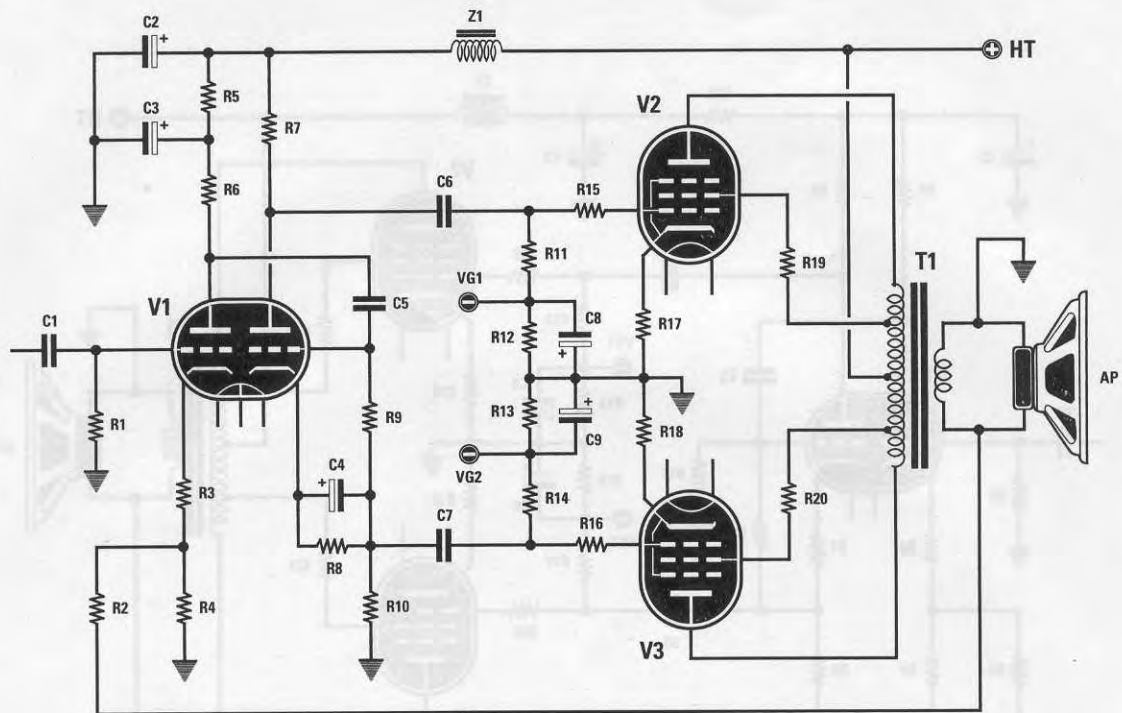 C2
+
Z1
HT
+
R5
V2
C3
+
R7
R6
C6
R15
R11
R19
T1
V1
VG1
C5
C1
R12
C8
+
R17
AP
R13
C9
+
R1
R9
R18
VG2
C4
+
R3
R14
R20
C7
R16
R8
R2
R4
R10
V3